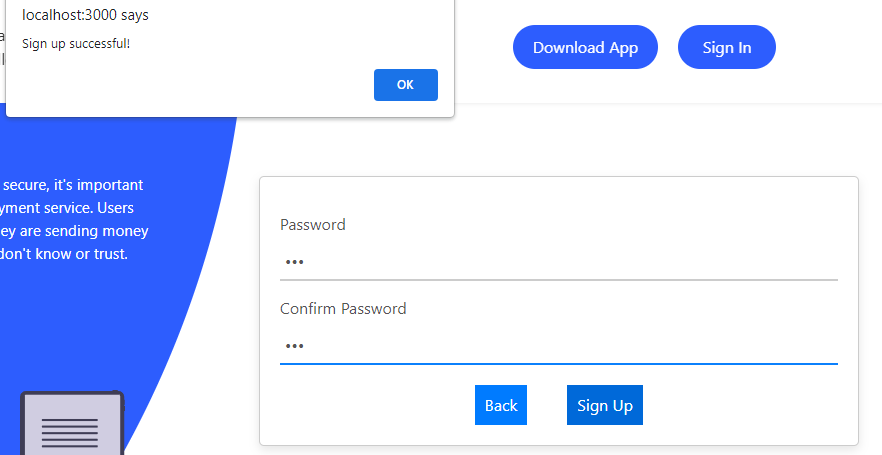 localhost:3000 says
Sign up successful!
OK
Download App
Sign In
secure, it's important
yment service. Users
ey are sending money
don't know or trust.
Password
•••
Confirm Password
•••
Back
Sign Up